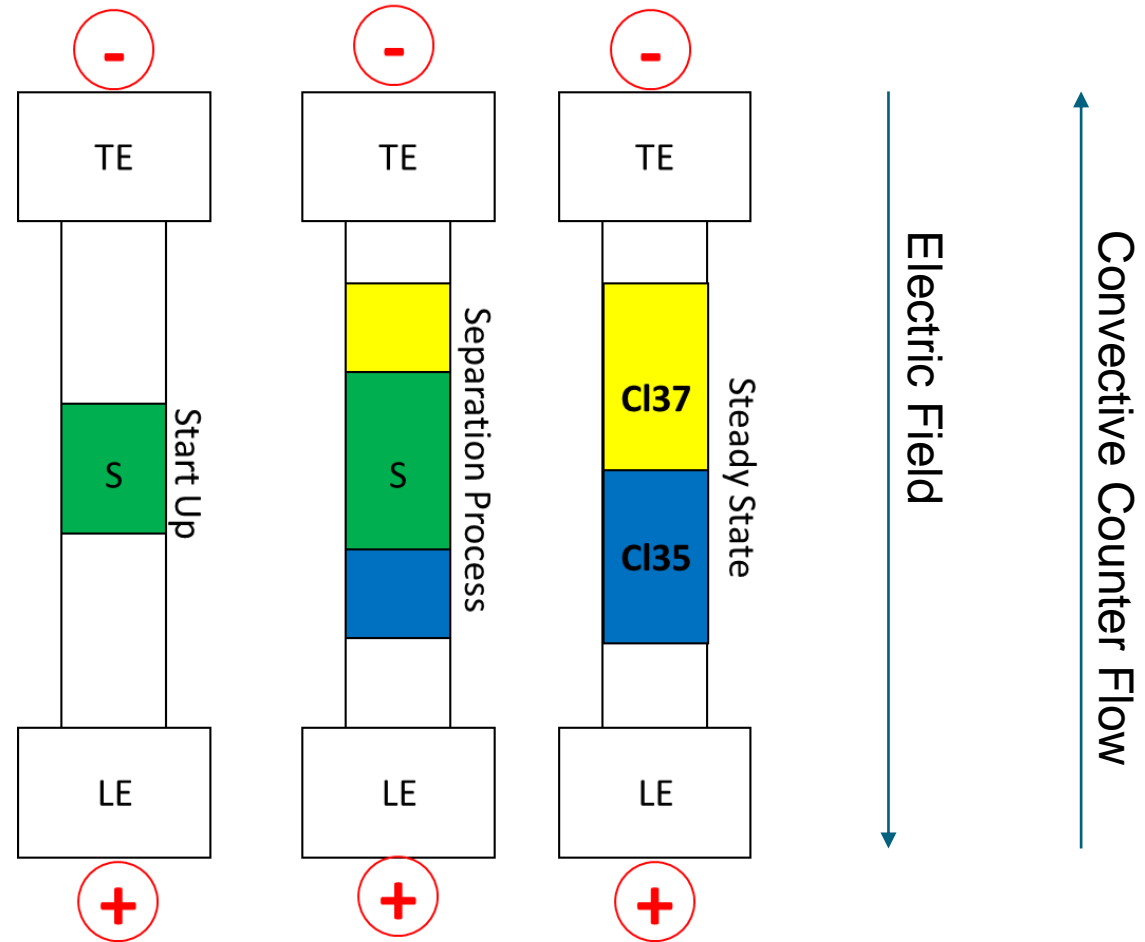 -
-
-
TE
TE
TE
S
Start Up
S
Separation Process
Cl37
Cl35
Steady State
Electric Field
Convective Counter Flow
LE
LE
LE
+
+
+